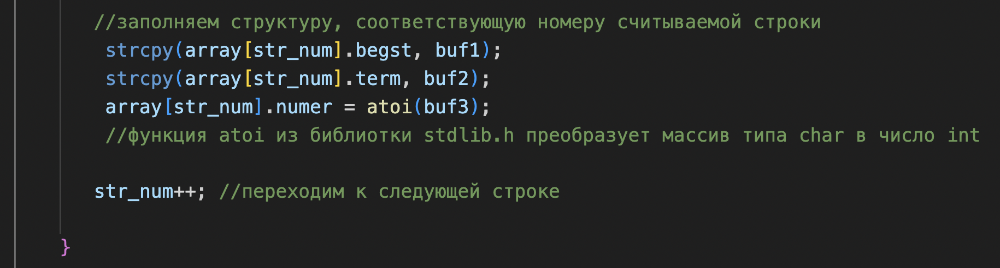 //заполняем структуру, соответствующую номеру считываемой строки
strcpy(array[str_num].begst, buf1);
strcpy(array[str_num].term, buf2);
array[str_num].numer = atoi(buf3);
//функция atoi из библиотки stdlib.h преобразует массив типа char в число int
str_num++; //переходим к следующей строке
}